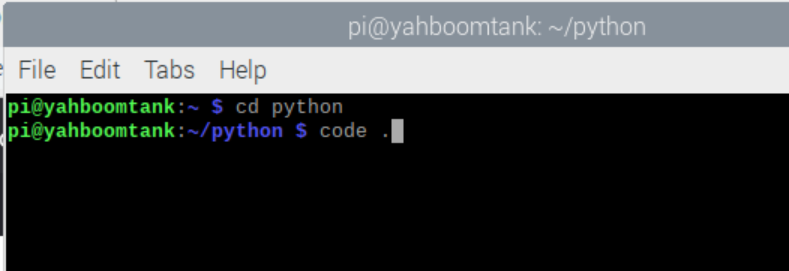 pi@yahboomtank: ~/python
File Edit Tabs Help
pi@yahboomtank:~ $ cd python
pi@yahboomtank:~/python $ code .